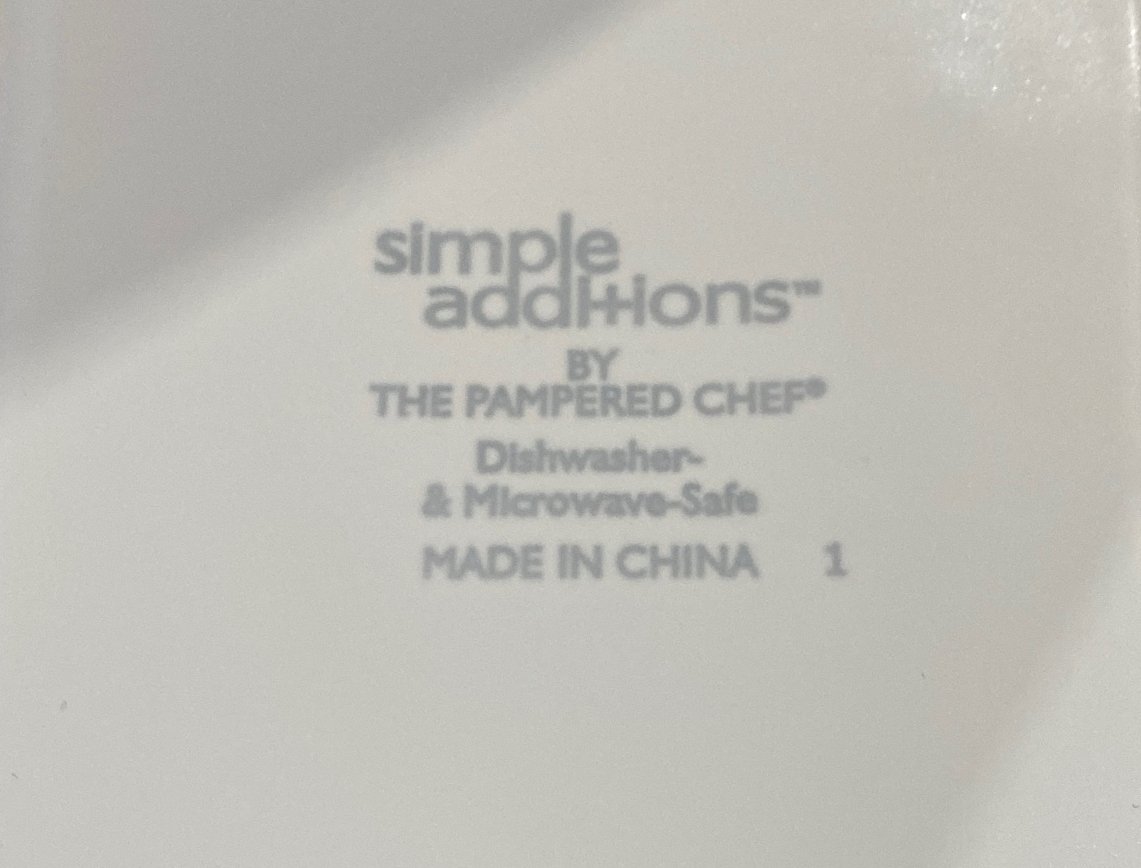 simple
additions™
BY
THE PAMPERED CHEF®
Dishwasher-
& Microwave-Safe
MADE IN CHINA 1